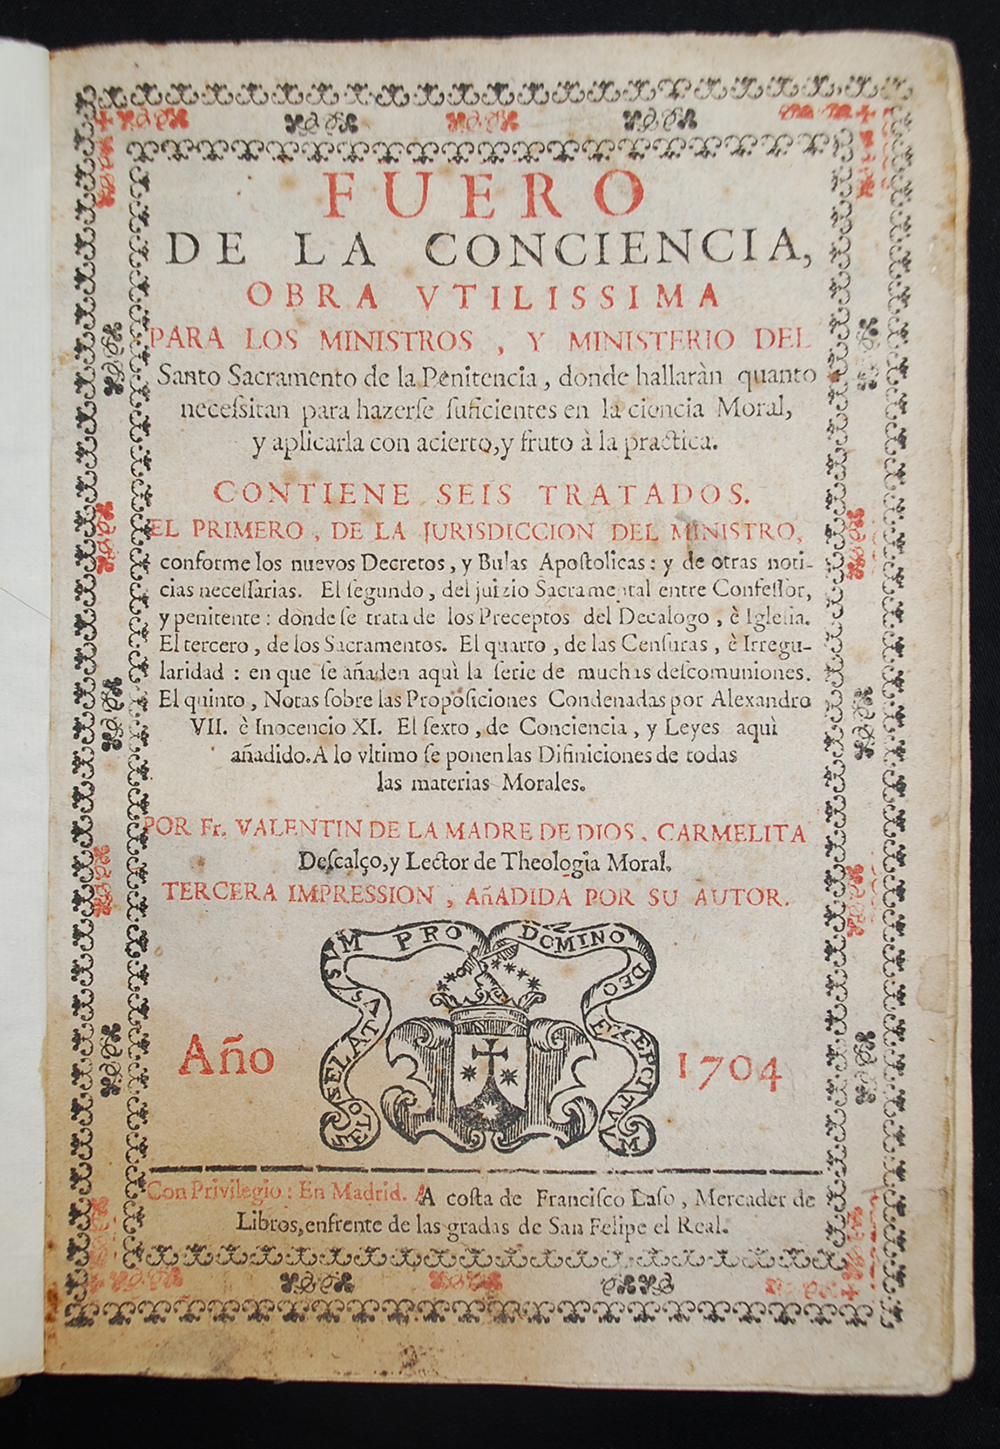 FUERO
DE LA CONCIENCIA,
OBRA VTILISSIMA
PARA LOS MINISTROS, Y MINISTERIO DEL
Santo Sacramento de la Penitencia, donde hallaràn quanto
neceſsitan para hazerſe ſuficientes en la ciencia Moral,
y aplicarla con acierto, y fruto à la practica.
CONTIENE SEIS TRATADOS.
EL PRIMERO, DE LA JURISDICCION DEL MINISTRO,
conforme los nuevos Decretos, y Bulas Apoſtolicas: y de otras noti-
cias neceſſarias. El ſegundo, del juizio Sacramental entre Confeſſor,
y penitente: donde ſe trata de los Preceptos del Decalogo, è Igleſia.
El tercero, de los Sacramentos. El quarto, de las Cenſuras, è Irregu-
laridad: en que ſe añaden aquì la ſerie de muchas deſcomuniones.
El quinto, Notas ſobre las Propoſiciones Condenadas por Alexandro
VII. è Inocencio XI. El ſexto, de Conciencia, y Leyes aquì
añadido. A lo vltimo ſe ponen las Difiniciones de todas
las materias Morales.
POR Fr. VALENTIN DE LA MADRE DE DIOS, CARMELITA
Deſcalço, y Lector de Theologia Moral.
TERCERA IMPRESSION, AñADIDA POR SU AUTOR.
ZELO SELATVS SVM PRO DOMINO DEO EXERCITVVM
Año 1704
Con Privilegio: En Madrid. A coſta de Franciſco Laſo, Mercader de
Libros, enfrente de las gradas de San Felipe el Real.